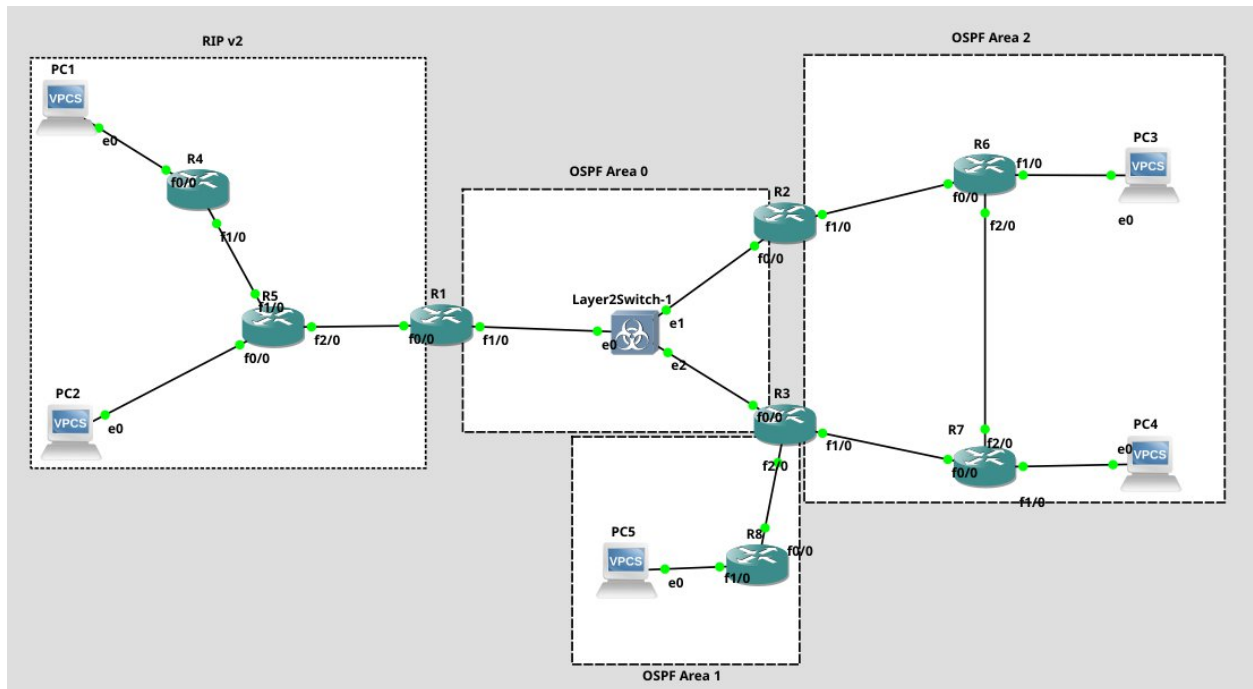 RIP v2
OSPF Area 2
PC1
VPCS
e0
R4
f0/0
f1/0
R5
f1/0
f2/0
f0/0
PC2
VPCS
e0
R1
f0/0
f1/0
OSPF Area 0
Layer2Switch-1
e0
e1
e2
R2
f0/0
f1/0
R3
f0/0
f1/0
f2/0
R6
f1/0
f0/0
f2/0
PC3
VPCS
e0
R7
f2/0
f0/0
f1/0
PC4
e0
VPCS
PC5
VPCS
e0
R8
f0/0
f1/0
OSPF Area 1